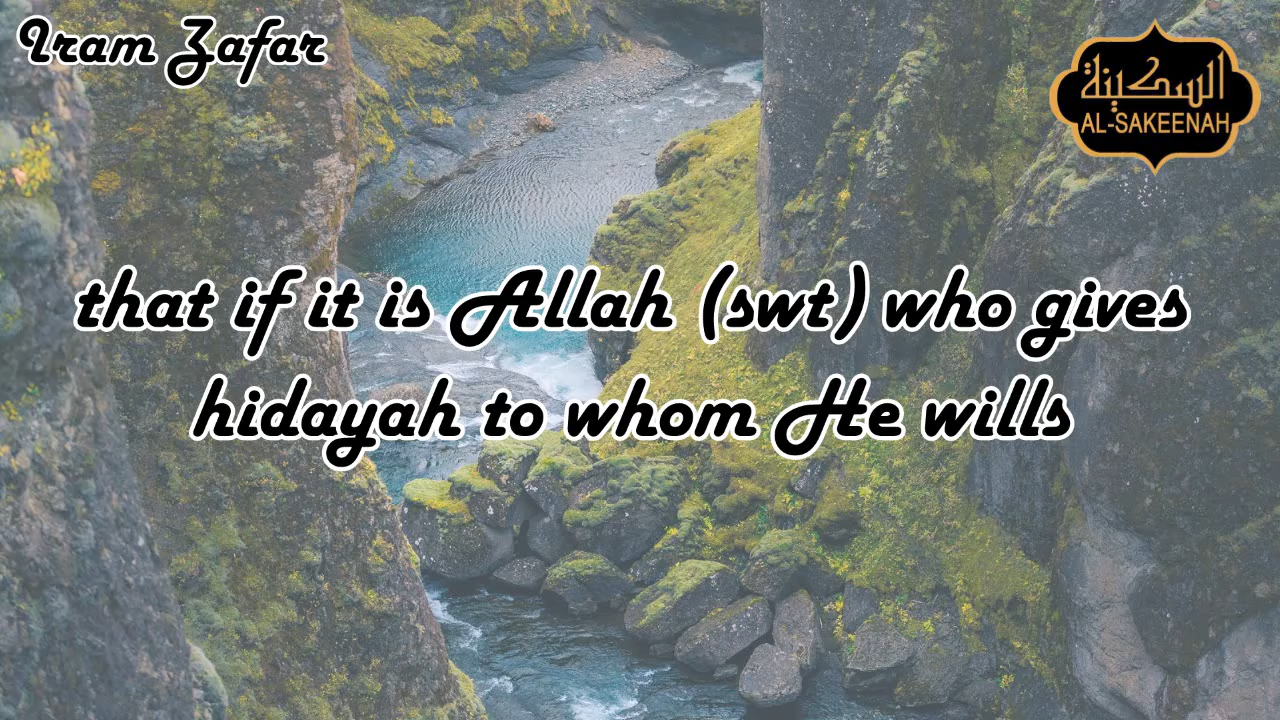 Iram Zafar
السكينة
AL-SAKEENAH
that if it is Allah (swt) who gives
hidayah to whom He wills